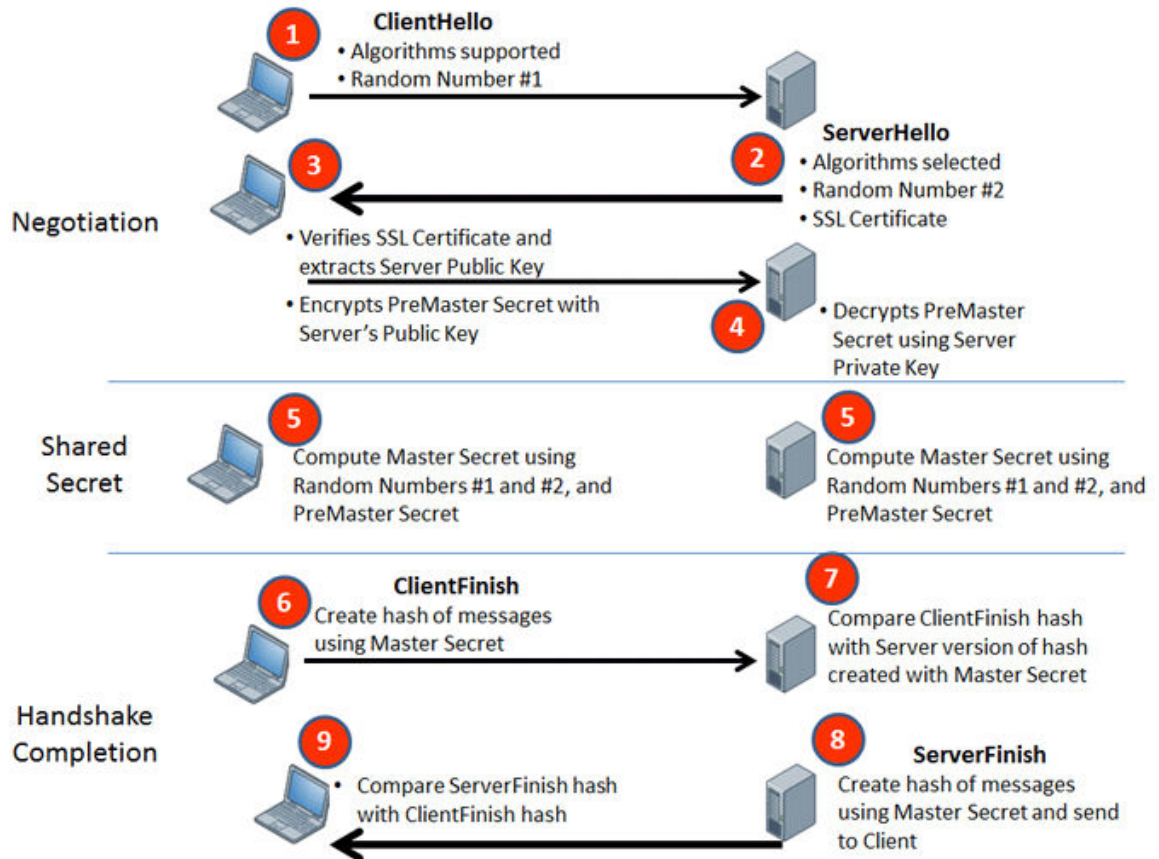 1
ClientHello
• Algorithms supported
• Random Number #1
ServerHello
2
• Algorithms selected
• Random Number #2
• SSL Certificate
3
Negotiation
• Verifies SSL Certificate and
extracts Server Public Key
• Encrypts PreMaster Secret with
Server's Public Key
4
• Decrypts PreMaster
Secret using Server
Private Key
Shared
Secret
5
Compute Master Secret using
Random Numbers #1 and #2, and
PreMaster Secret
5
Compute Master Secret using
Random Numbers #1 and #2, and
PreMaster Secret
Handshake
Completion
6
ClientFinish
Create hash of messages
using Master Secret
7
Compare ClientFinish hash
with Server version of hash
created with Master Secret
8
ServerFinish
Create hash of messages
using Master Secret and send
to Client
9
• Compare ServerFinish hash
with ClientFinish hash